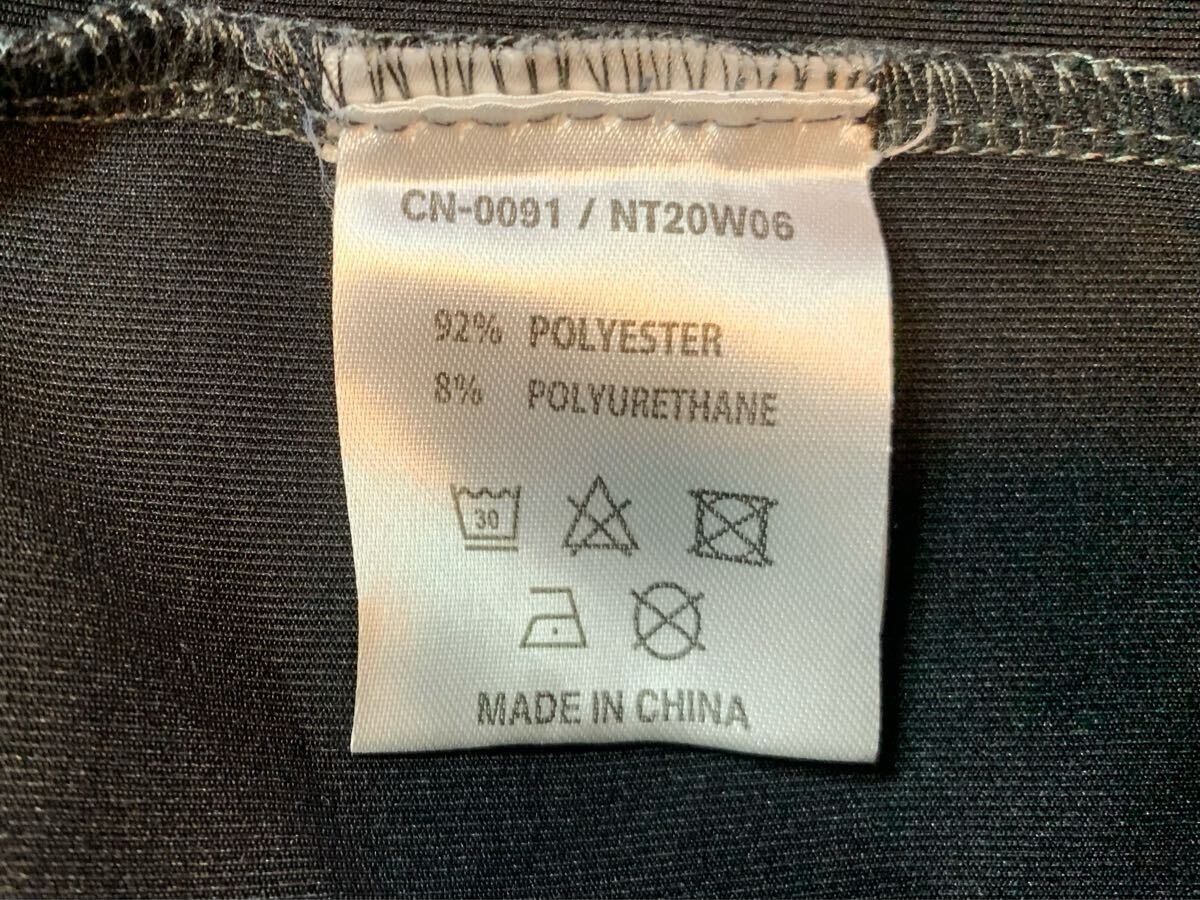 CN-0091 / NT20W06
92% POLYESTER
8% POLYURETHANE
30
MADE IN CHINA